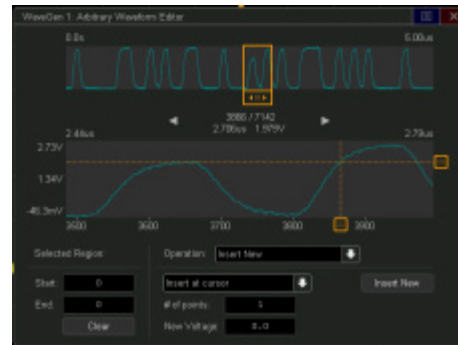 WaveGen 1: Arbitrary Waveform Editor
0.0s 6.00us
3866 / 7142
2.706us 1.979V
2.44us 2.79us
2.73V
1.34V
-46.3mV
3500 3600 3700 3800 3900
Selected Region: Operation: Insert New
Start: 0 Insert at cursor Insert New
End: 0 # of points: 1
Clear New Voltage: 0.0